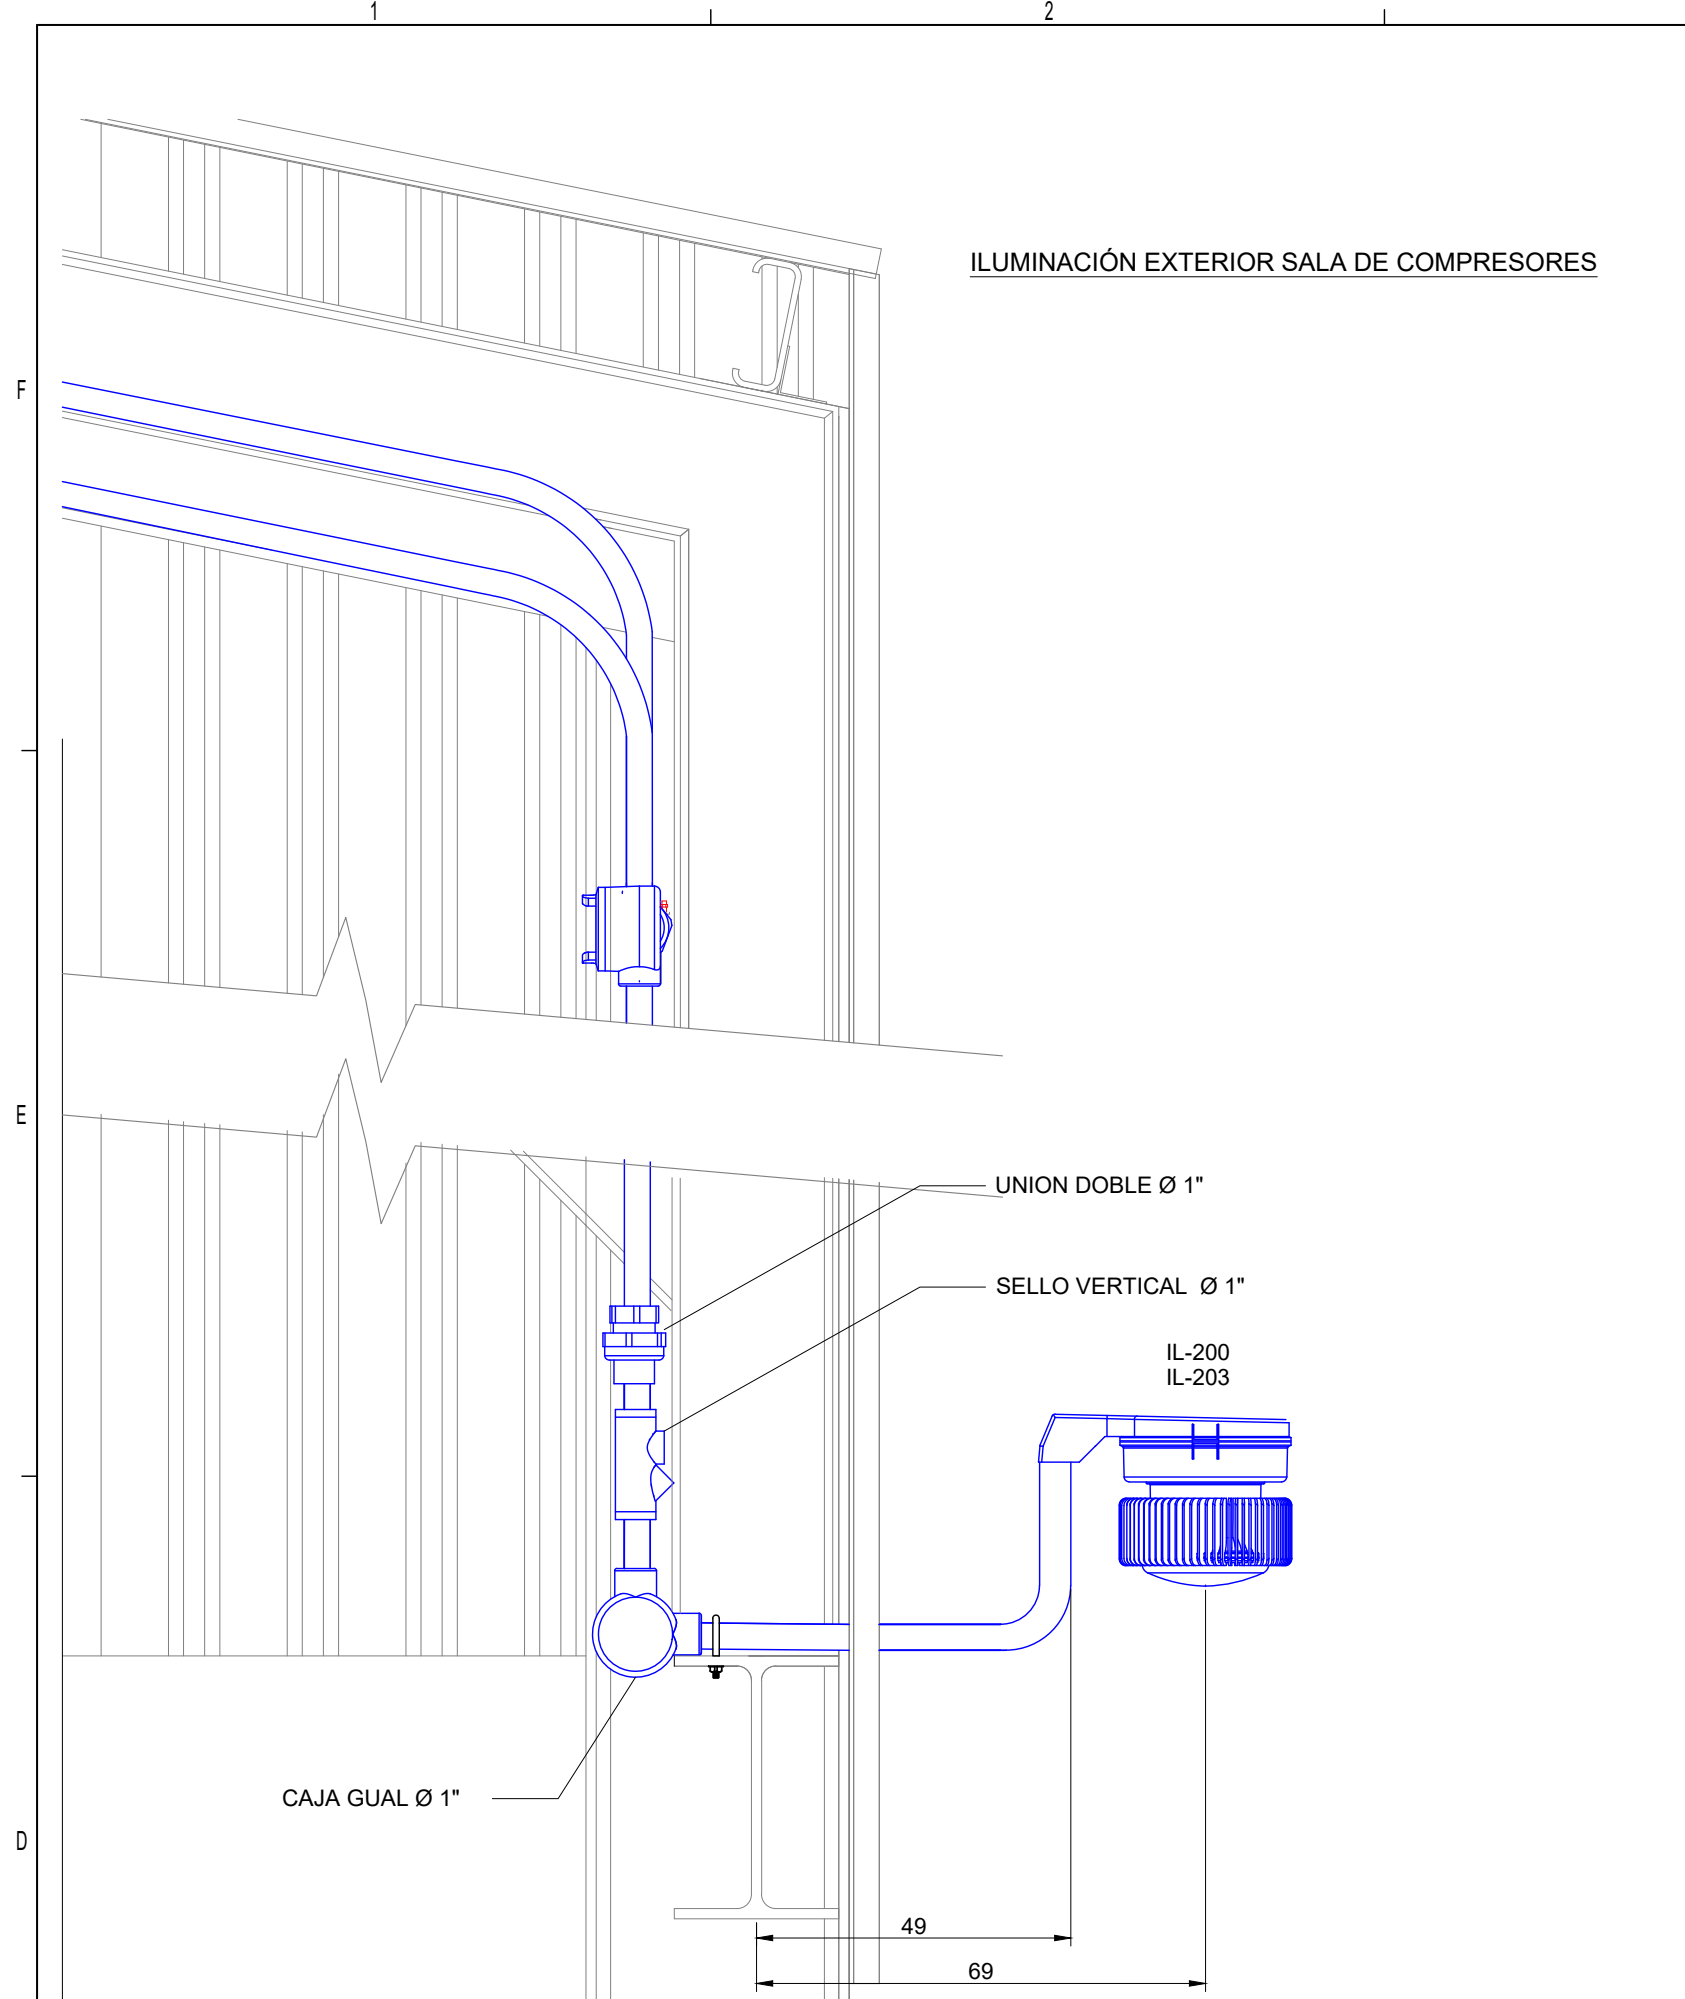 1
2
ILUMINACIÓN EXTERIOR SALA DE COMPRESORES
F
E
UNION DOBLE Ø 1"
SELLO VERTICAL Ø 1"
IL-200
IL-203
CAJA GUAL Ø 1"
D
49
69